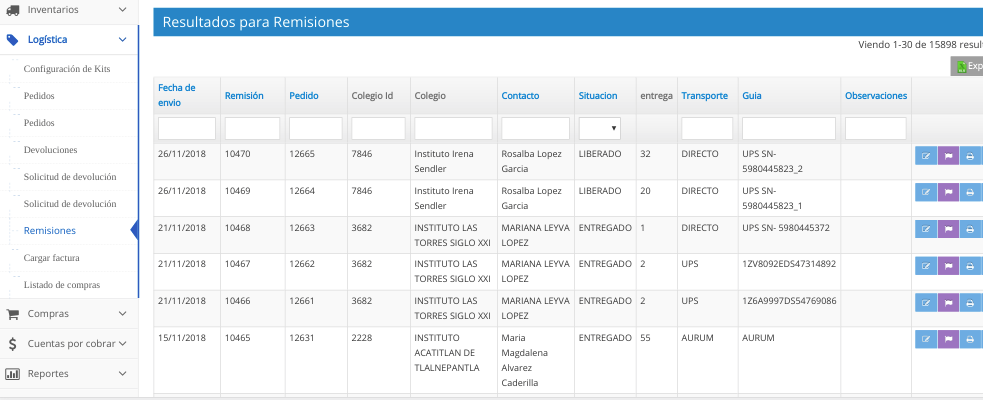 Inventarios
Logística
Configuración de Kits
Pedidos
Pedidos
Devoluciones
Solicitud de devolución
Solicitud de devolución
Remisiones
Cargar factura
Listado de compras
Compras
Cuentas por cobrar
Reportes
Resultados para Remisiones
Viendo 1-30 de 15898 result
Exp
Fecha de envio Remisión Pedido Colegio Id Colegio Contacto Situacion entrega Transporte Guia Observaciones
26/11/2018 10470 12665 7846 Instituto Irena Rosalba Lopez LIBERADO 32 DIRECTO UPS SN-
Sendler Garcia 5980445823_2
26/11/2018 10469 12664 7846 Instituto Irena Rosalba Lopez LIBERADO 20 DIRECTO UPS SN-
Sendler Garcia 5980445823_1
21/11/2018 10468 12663 3682 INSTITUTO LAS MARIANA LEYVA ENTREGADO 1 DIRECTO UPS SN- 5980445372
TORRES SIGLO XXI LOPEZ
21/11/2018 10467 12662 3682 INSTITUTO LAS MARIANA LEYVA ENTREGADO 2 UPS 1ZV8092EDS47314892
TORRES SIGLO XXI LOPEZ
21/11/2018 10466 12661 3682 INSTITUTO LAS MARIANA LEYVA ENTREGADO 2 UPS 1Z6A9997DS54769086
TORRES SIGLO XXI LOPEZ
15/11/2018 10465 12631 2228 INSTITUTO Maria ENTREGADO 55 AURUM AURUM
ACATITLAN DE Magdalena
TLALNEPANTLA Alvarez
Caderilla